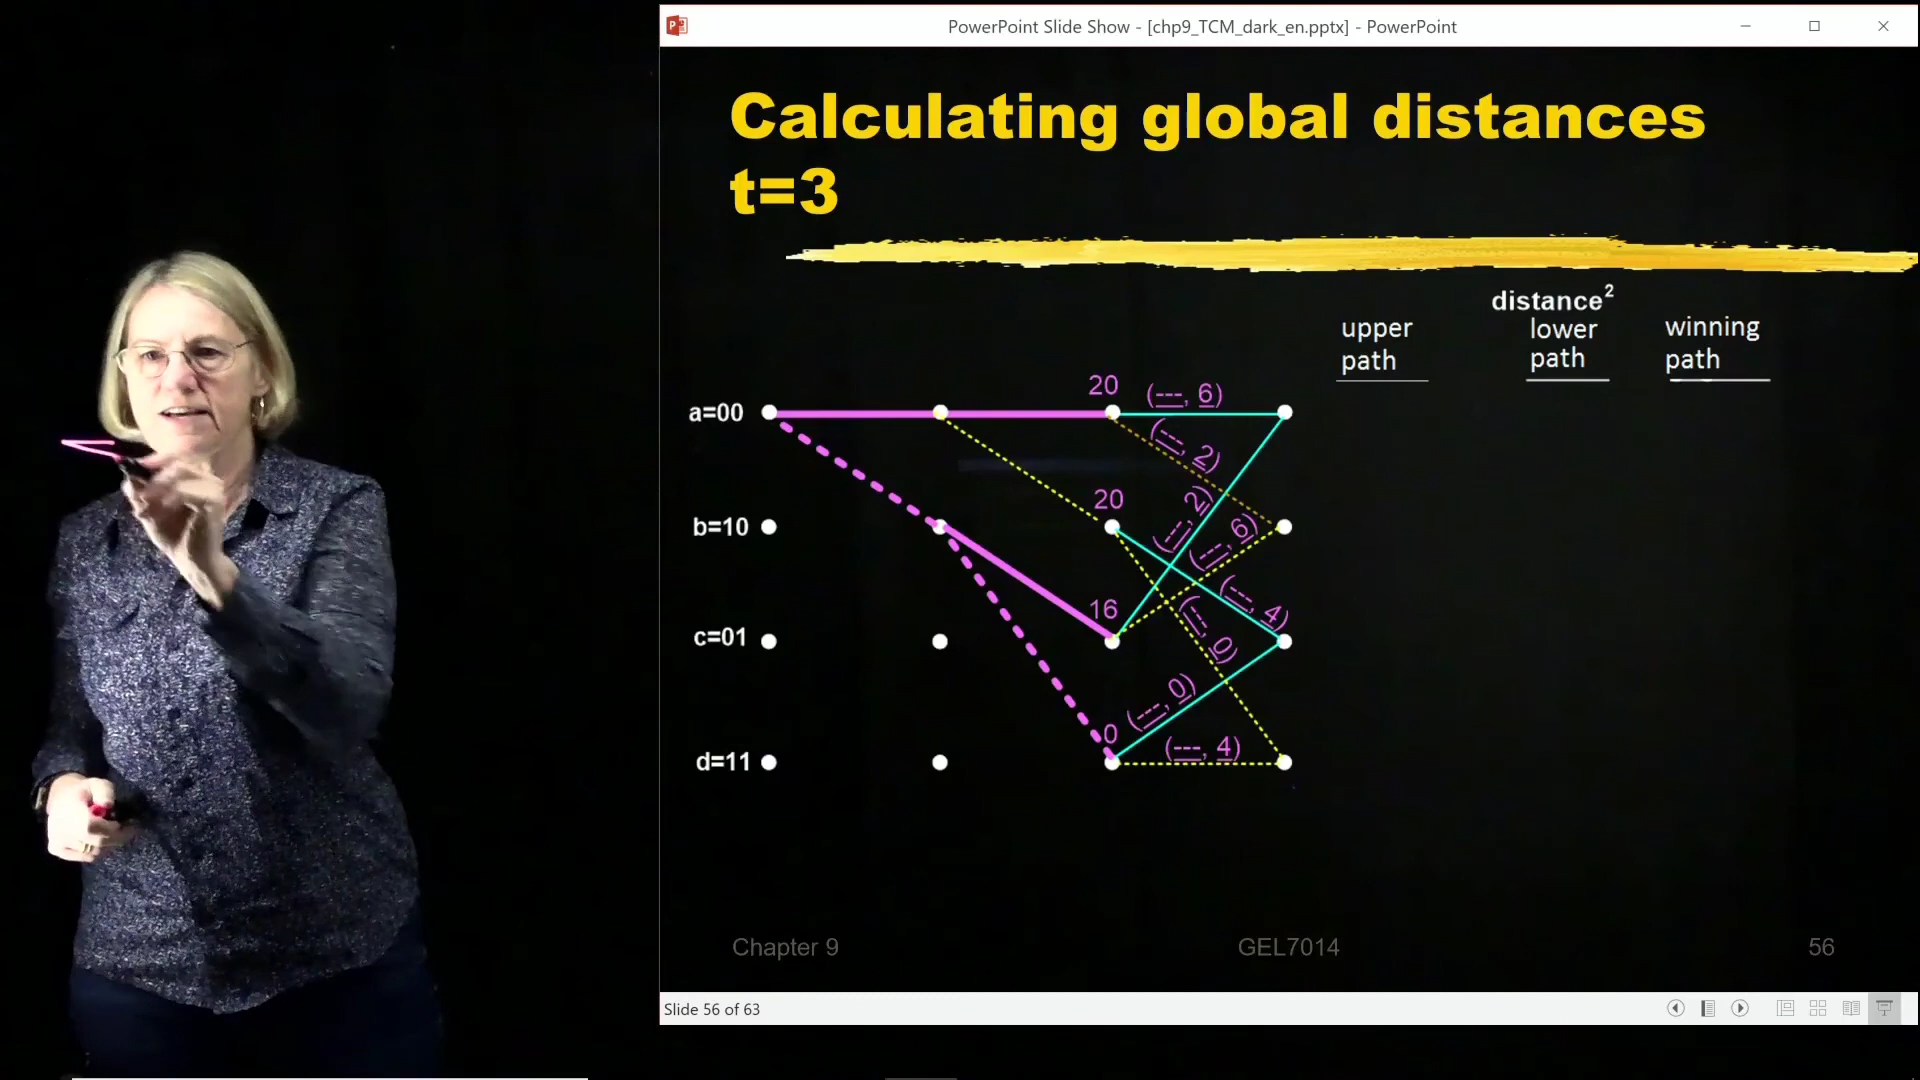 PowerPoint Slide Show - [chp9_TCM_dark_en.pptx] - PowerPoint
Calculating global distances
t=3
distance²
upper path
lower path
winning path
a=00
20
(---, 6)
(---, 2)
b=10
20
(---, 2)
(---, 6)
c=01
16
(---, 4)
(---, 0)
d=11
0
(---, 0)
(---, 4)
Chapter 9
GEL7014
56
Slide 56 of 63